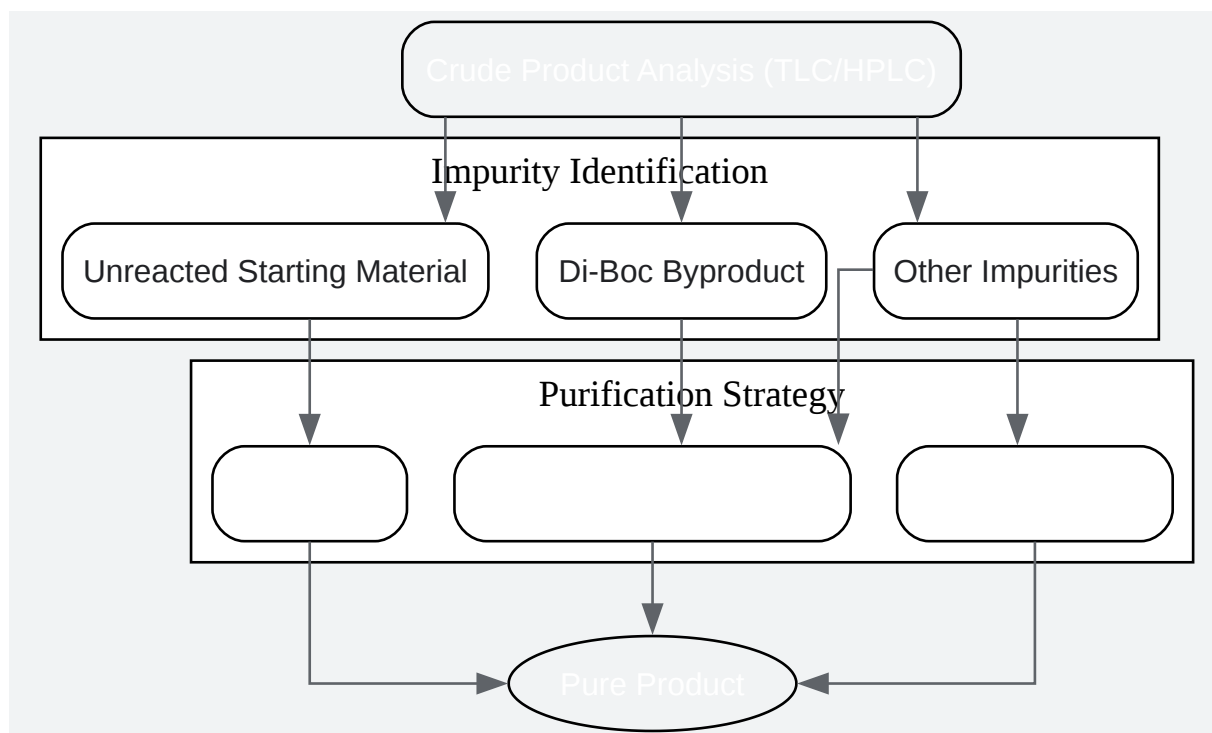 Crude Product Analysis (TLC/HPLC)
Impurity Identification
Unreacted Starting Material
Di-Boc Byproduct
Other Impurities
Purification Strategy
Pure Product